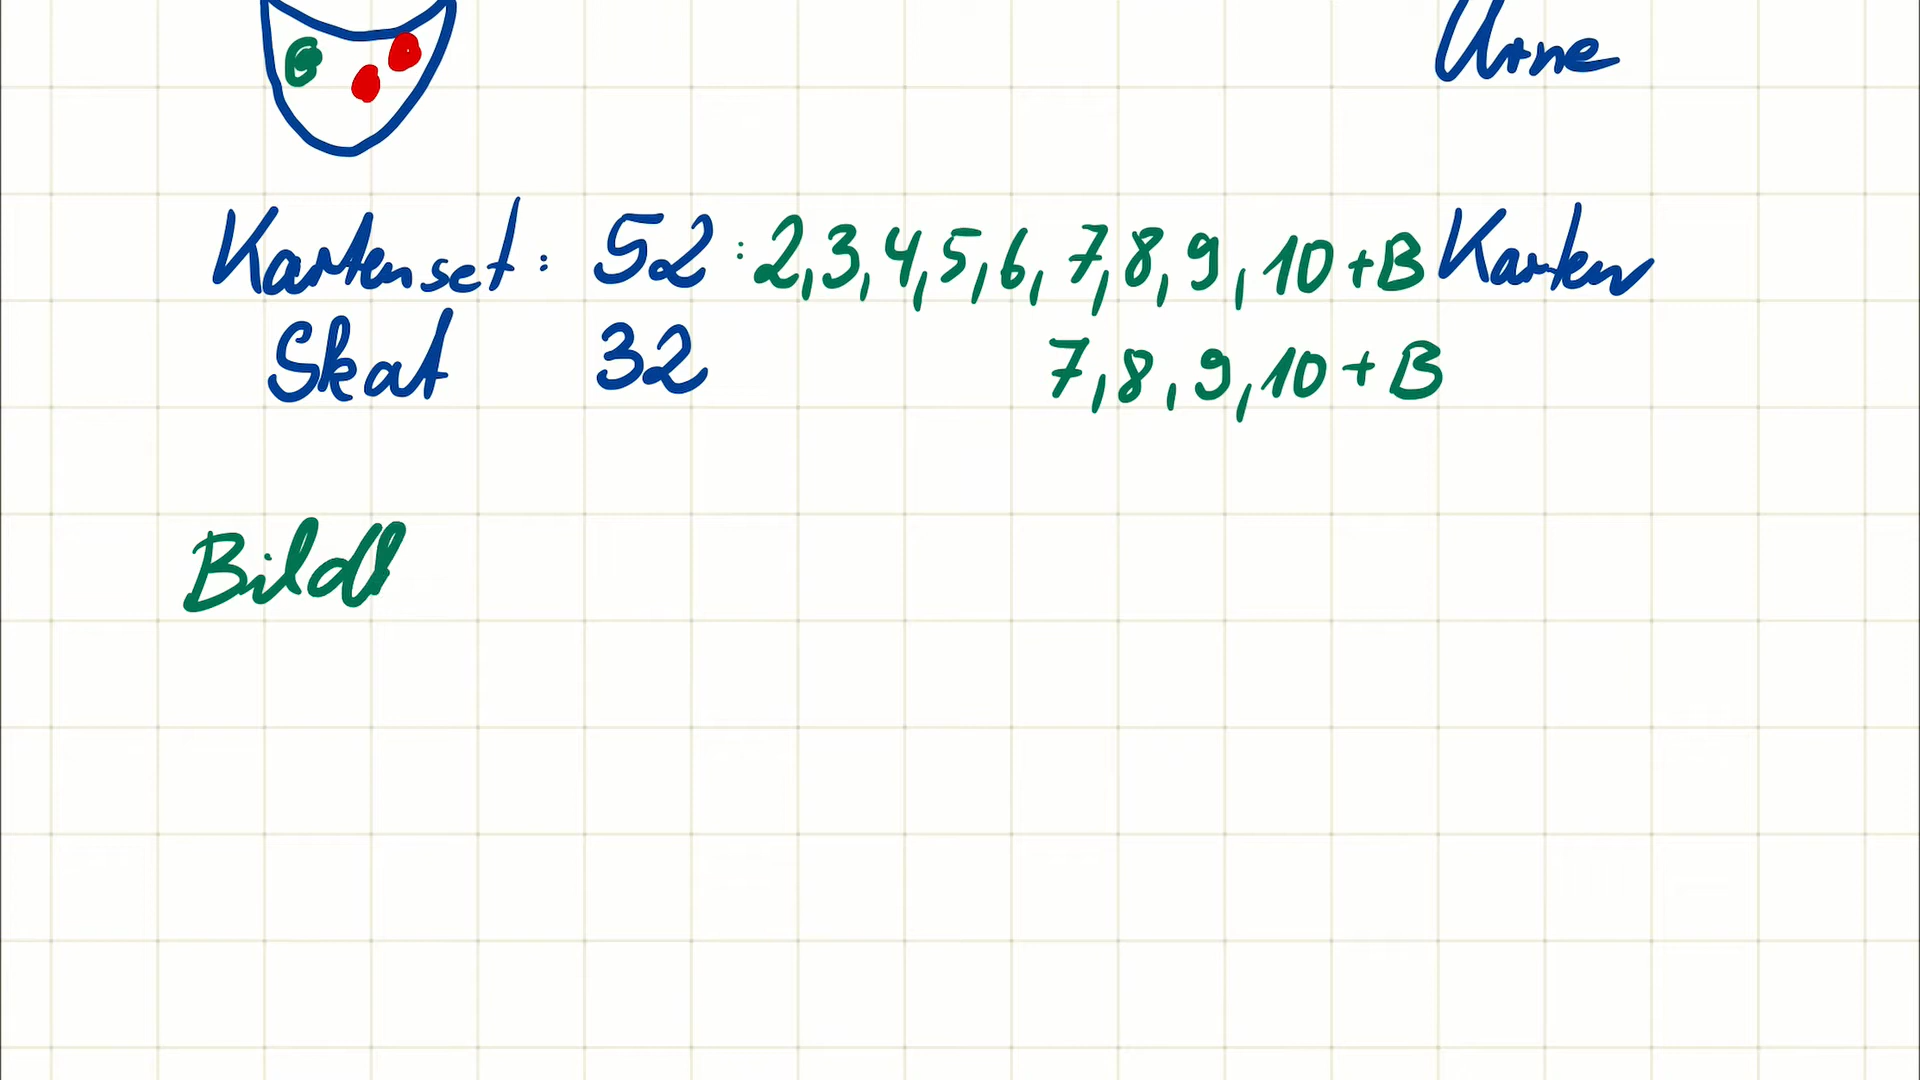 Urne
Kartenset: 52 : 2,3,4,5,6,7,8,9,10+B Karten
Skat 32 7,8,9,10+B
Bild